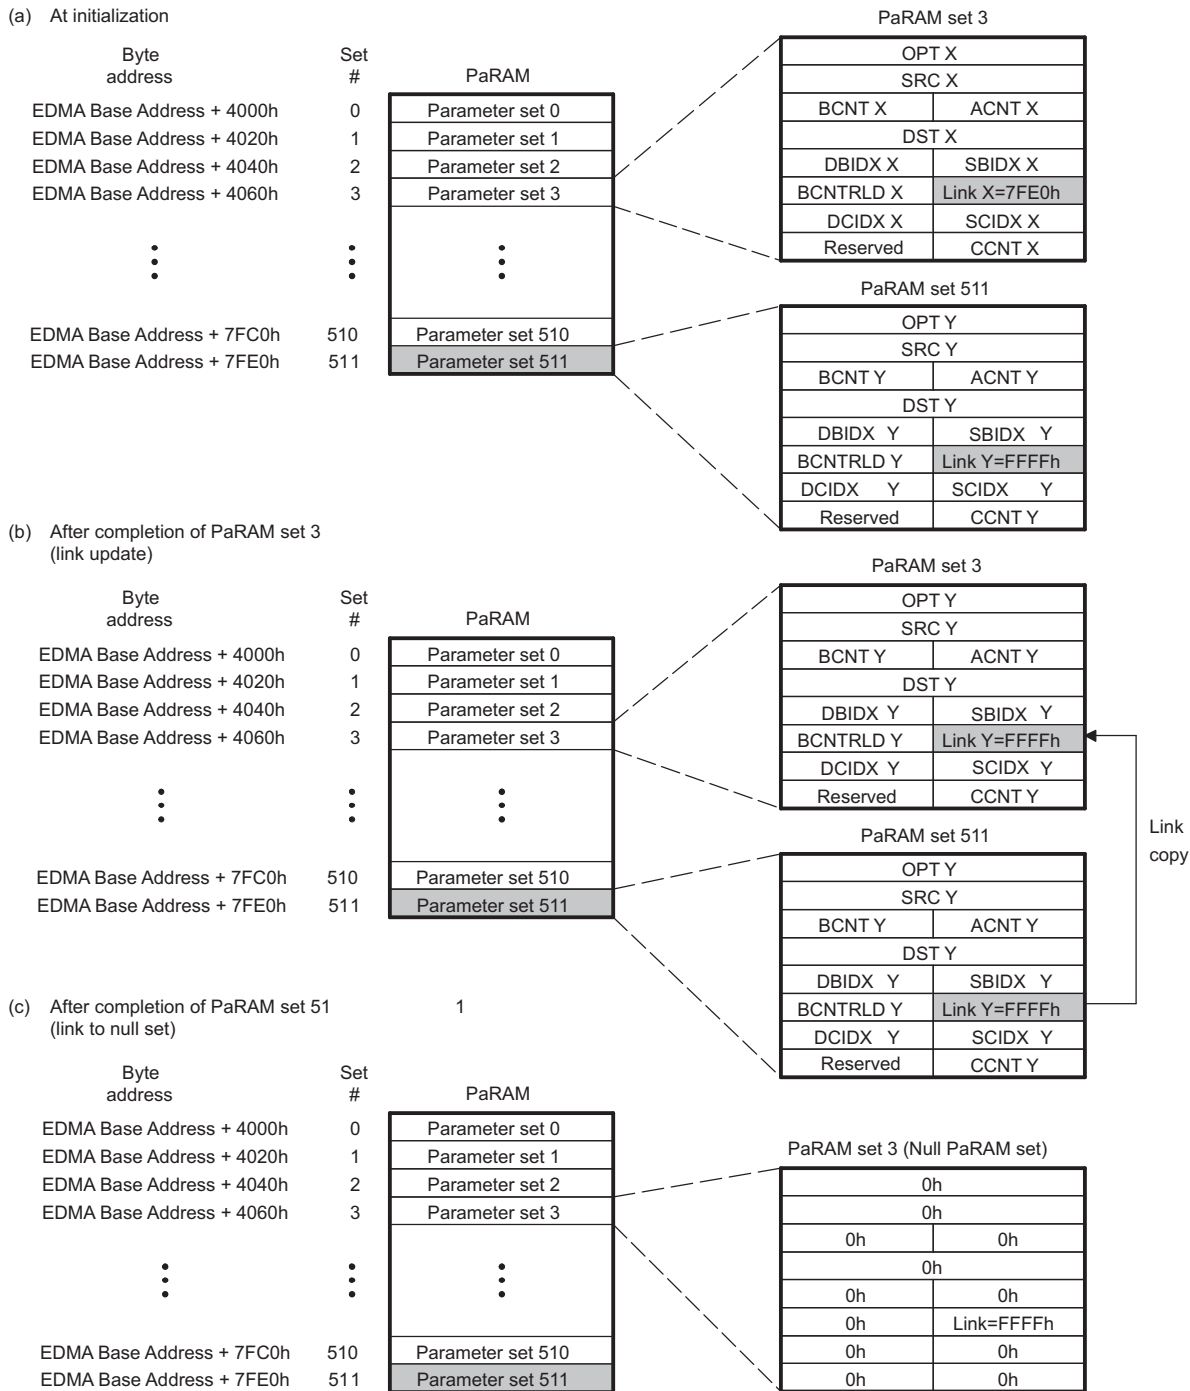 (a) At initialization
Byte address
Set #
PaRAM
EDMA Base Address + 4000h 0 Parameter set 0
EDMA Base Address + 4020h 1 Parameter set 1
EDMA Base Address + 4040h 2 Parameter set 2
EDMA Base Address + 4060h 3 Parameter set 3
EDMA Base Address + 7FC0h 510 Parameter set 510
EDMA Base Address + 7FE0h 511 Parameter set 511
PaRAM set 3
OPT X
SRC X
BCNT X ACNT X
DST X
DBIDX X SBIDX X
BCNTRLD X Link X=7FE0h
DCIDX X SCIDX X
Reserved CCNT X
PaRAM set 511
OPT Y
SRC Y
BCNT Y ACNT Y
DST Y
DBIDX Y SBIDX Y
BCNTRLD Y Link Y=FFFFh
DCIDX Y SCIDX Y
Reserved CCNT Y
(b) After completion of PaRAM set 3
(link update)
Byte address
Set #
PaRAM
EDMA Base Address + 4000h 0 Parameter set 0
EDMA Base Address + 4020h 1 Parameter set 1
EDMA Base Address + 4040h 2 Parameter set 2
EDMA Base Address + 4060h 3 Parameter set 3
EDMA Base Address + 7FC0h 510 Parameter set 510
EDMA Base Address + 7FE0h 511 Parameter set 511
PaRAM set 3
OPT Y
SRC Y
BCNT Y ACNT Y
DST Y
DBIDX Y SBIDX Y
BCNTRLD Y Link Y=FFFFh
DCIDX Y SCIDX Y
Reserved CCNT Y
Link
copy
PaRAM set 511
OPT Y
SRC Y
BCNT Y ACNT Y
DST Y
DBIDX Y SBIDX Y
BCNTRLD Y Link Y=FFFFh
DCIDX Y SCIDX Y
Reserved CCNT Y
(c) After completion of PaRAM set 51 1
(link to null set)
Byte address
Set #
PaRAM
EDMA Base Address + 4000h 0 Parameter set 0
EDMA Base Address + 4020h 1 Parameter set 1
EDMA Base Address + 4040h 2 Parameter set 2
EDMA Base Address + 4060h 3 Parameter set 3
EDMA Base Address + 7FC0h 510 Parameter set 510
EDMA Base Address + 7FE0h 511 Parameter set 511
PaRAM set 3 (Null PaRAM set)
0h
0h
0h 0h
0h
0h 0h
0h Link=FFFFh
0h 0h
0h 0h